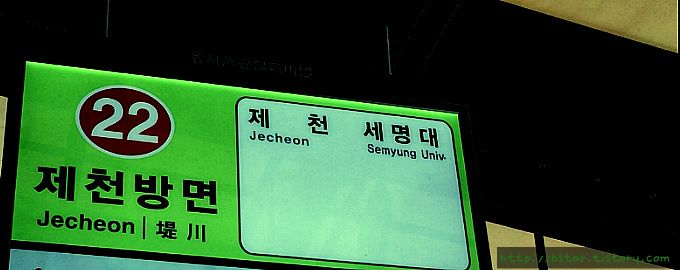 22
제천방면
Jecheon | 堤川
제 천 세명대
Jecheon Semyung Univ.
http://bstar.tistory.com